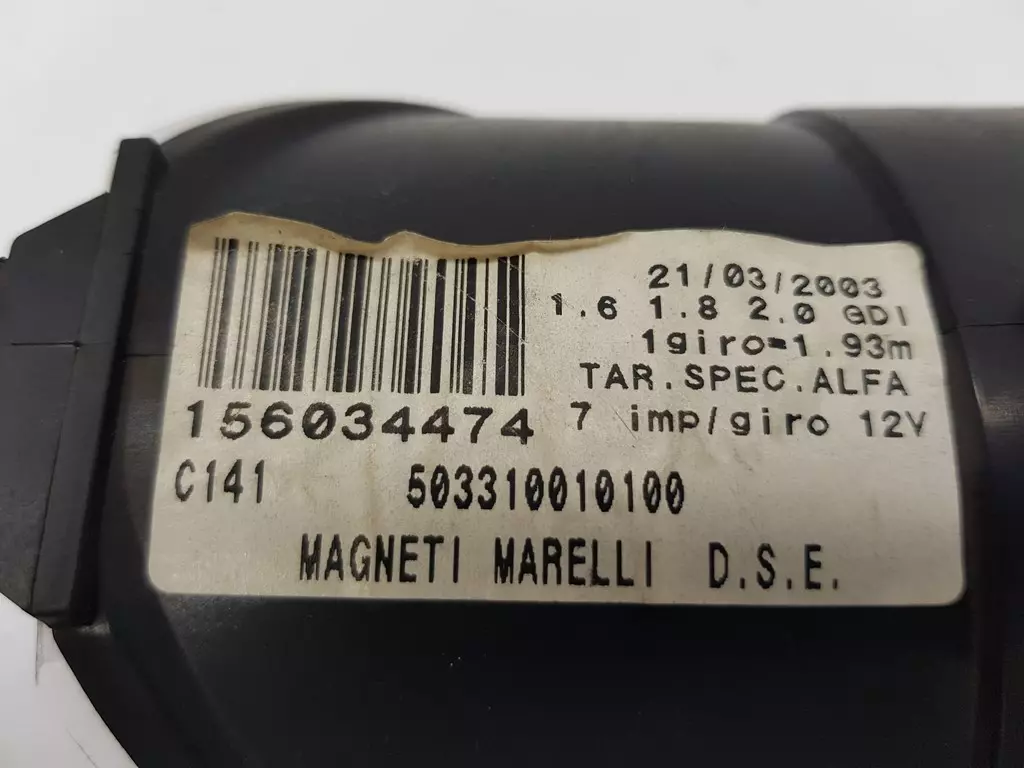 21/03/2003
1.6 1.8 2.0 GDI
1giro=1.93m
TAR.SPEC.ALFA
156034474 7 imp/giro 12V
C141 503310010100
MAGNETI MARELLI D.S.E.